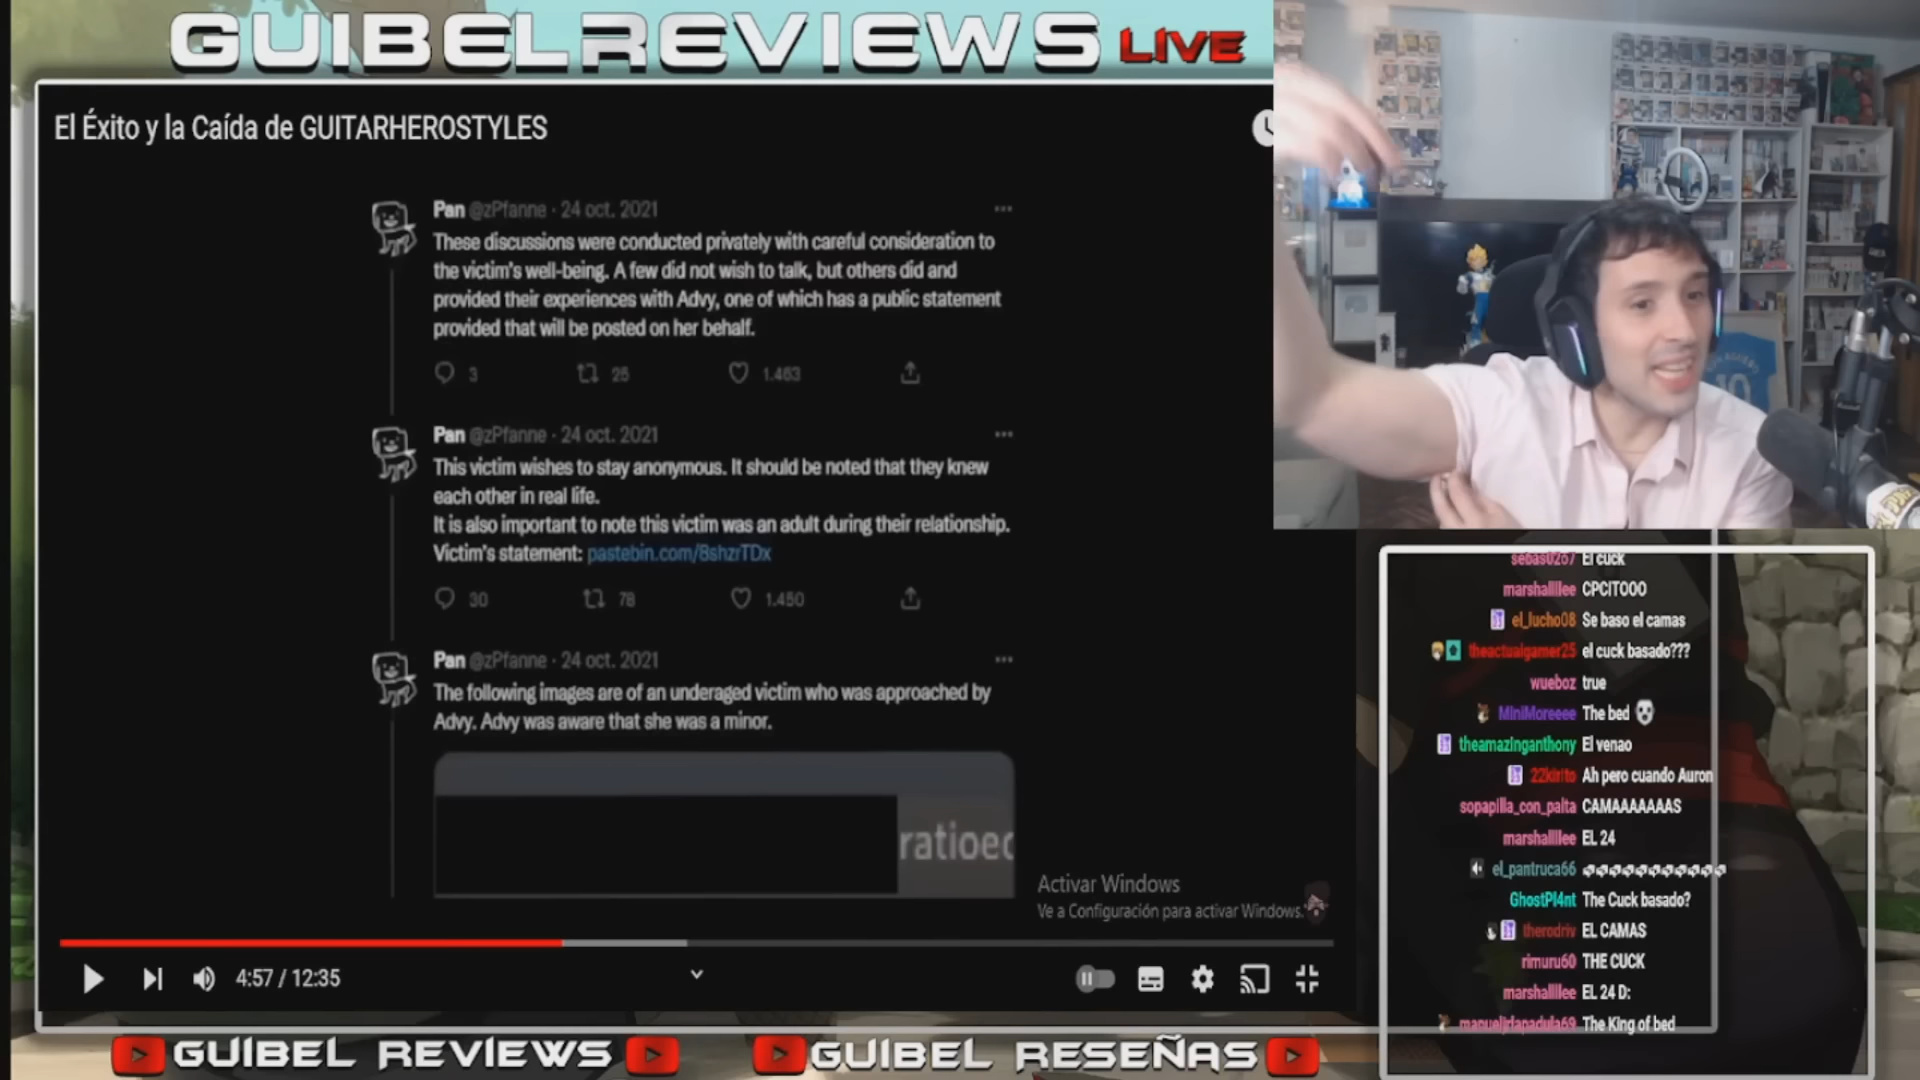 GUIBELREVIEWS LIVE
El Éxito y la Caída de GUITARHEROSTYLES
Pan @zPfanne · 24 oct. 2021
These discussions were conducted privately with careful consideration to
the victim's well-being. A few did not wish to talk, but others did and
provided their experiences with Advy, one of which has a public statement
provided that will be posted on her behalf.
3 25 1.463
Pan @zPfanne · 24 oct. 2021
This victim wishes to stay anonymous. It should be noted that they knew
each other in real life.
It is also important to note this victim was an adult during their relationship.
Victim's statement: pastebin.com/8shzrTDx
30 78 1.450
Pan @zPfanne · 24 oct. 2021
The following images are of an underaged victim who was approached by
Advy. Advy was aware that she was a minor.
ratioed
Activar Windows
Ve a Configuración para activar Windows.
4:57 / 12:35
GUIBEL REVIEWS
GUIBEL RESEÑAS
10
sebas0267 El cuck
marshallllee CPCITOOO
el_lucho08 Se baso el camas
theactualgamer25 el cuck basado???
wueboz true
MiniMoreeee The bed
theamazinganthony El venao
22kirito Ah pero cuando Auron
sopapilla_con_palta CAMAAAAAAAS
marshallllee EL 24
el_pantruca66
GhostPl4nt The Cuck basado?
therodriv EL CAMAS
rimuru60 THE CUCK
marshallllee EL 24 D:
manueljrlapadula69 The King of bed